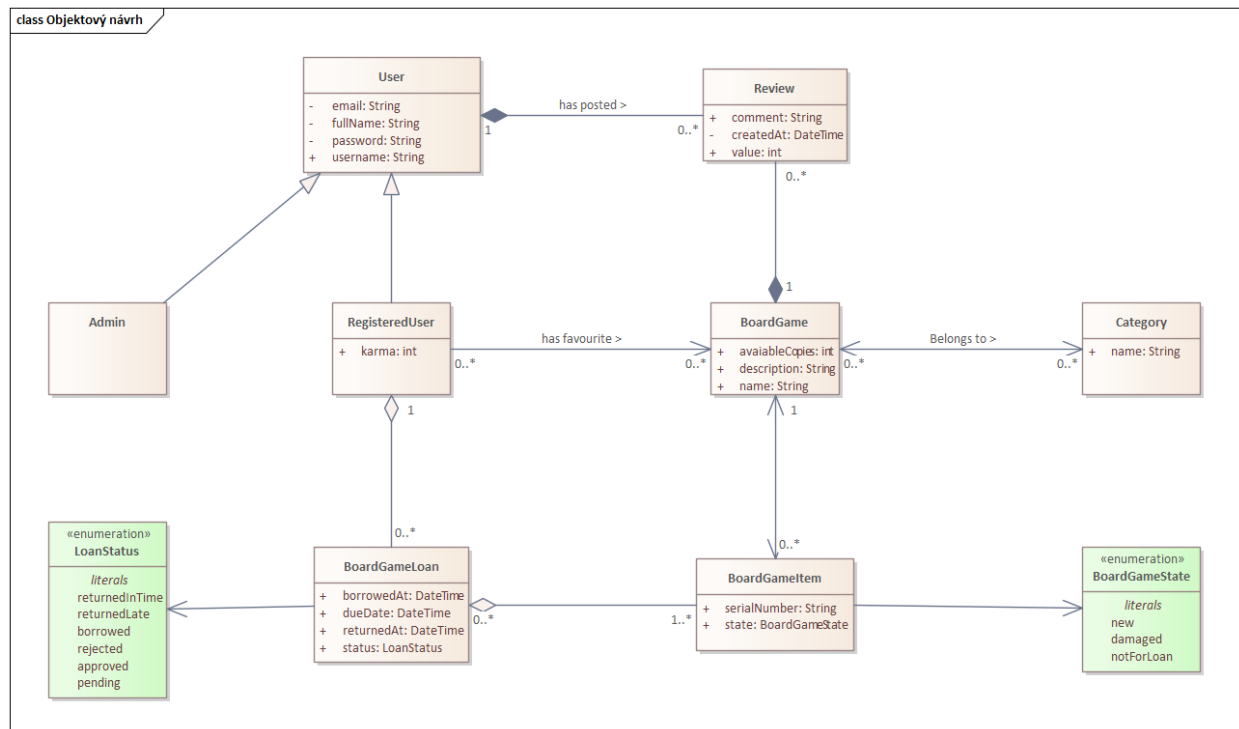 class Objektový návrh
User
- email: String
- fullName: String
- password: String
+ username: String
1
has posted >
0..*
Review
+ comment: String
- createdAt: DateTime
+ value: int
0..*
1
Admin
RegisteredUser
+ karma: int
0..*
has favourite >
0..*
BoardGame
+ avaiableCopies: int
+ description: String
+ name: String
0..*
Belongs to >
0..*
Category
+ name: String
1
1
0..*
0..*
«enumeration»
LoanStatus
literals
returnedInTime
returnedLate
borrowed
rejected
approved
pending
BoardGameLoan
+ borrowedAt: DateTime
+ dueDate: DateTime
+ returnedAt: DateTime
+ status: LoanStatus
0..*
1..*
BoardGameItem
+ serialNumber: String
+ state: BoardGameState
«enumeration»
BoardGameState
literals
new
damaged
notForLoan